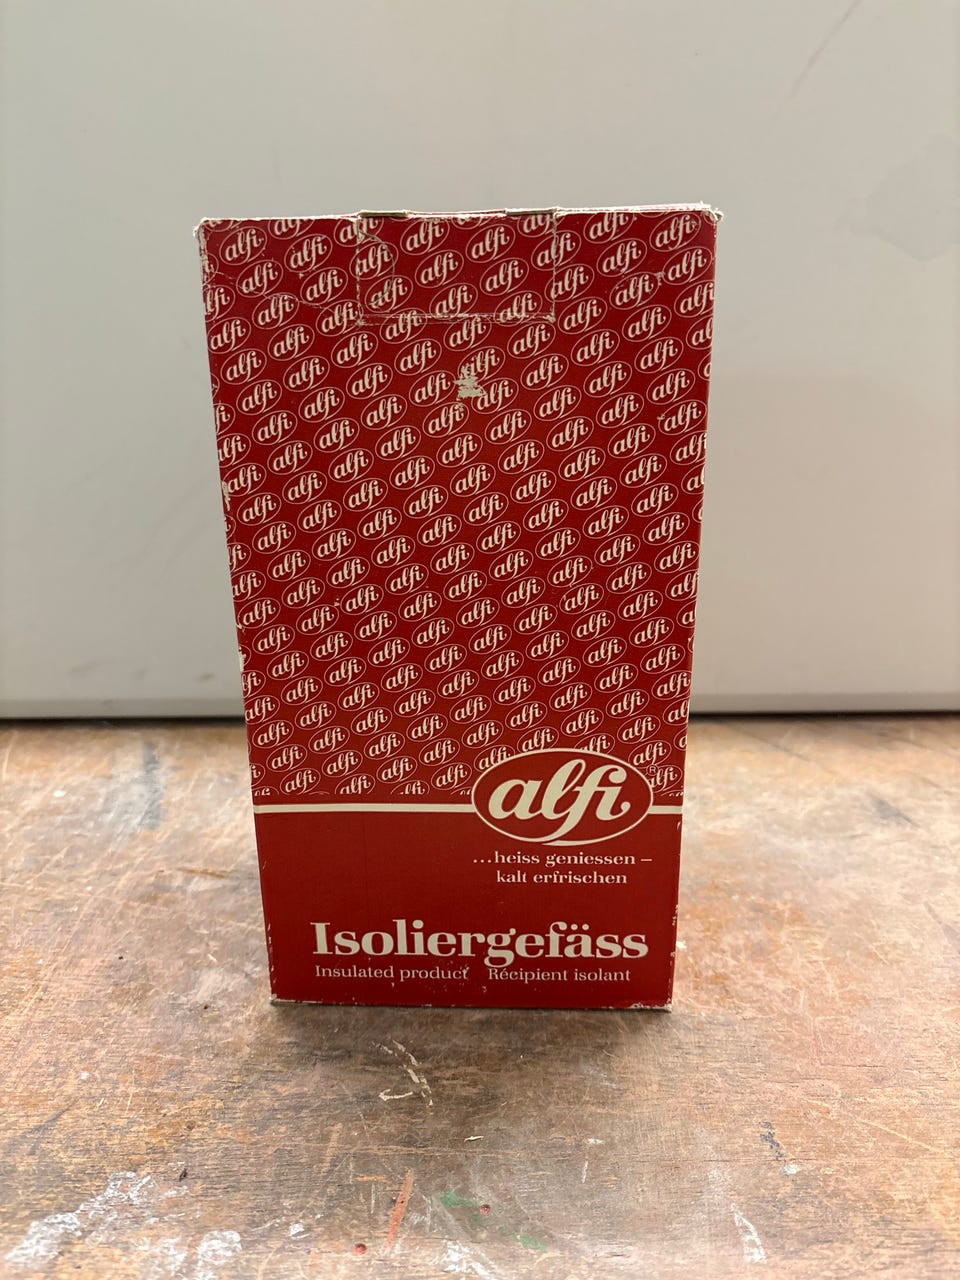 alfi
...heiss geniessen –
kalt erfrischen
Isoliergefäss
Insulated product Récipient isolant